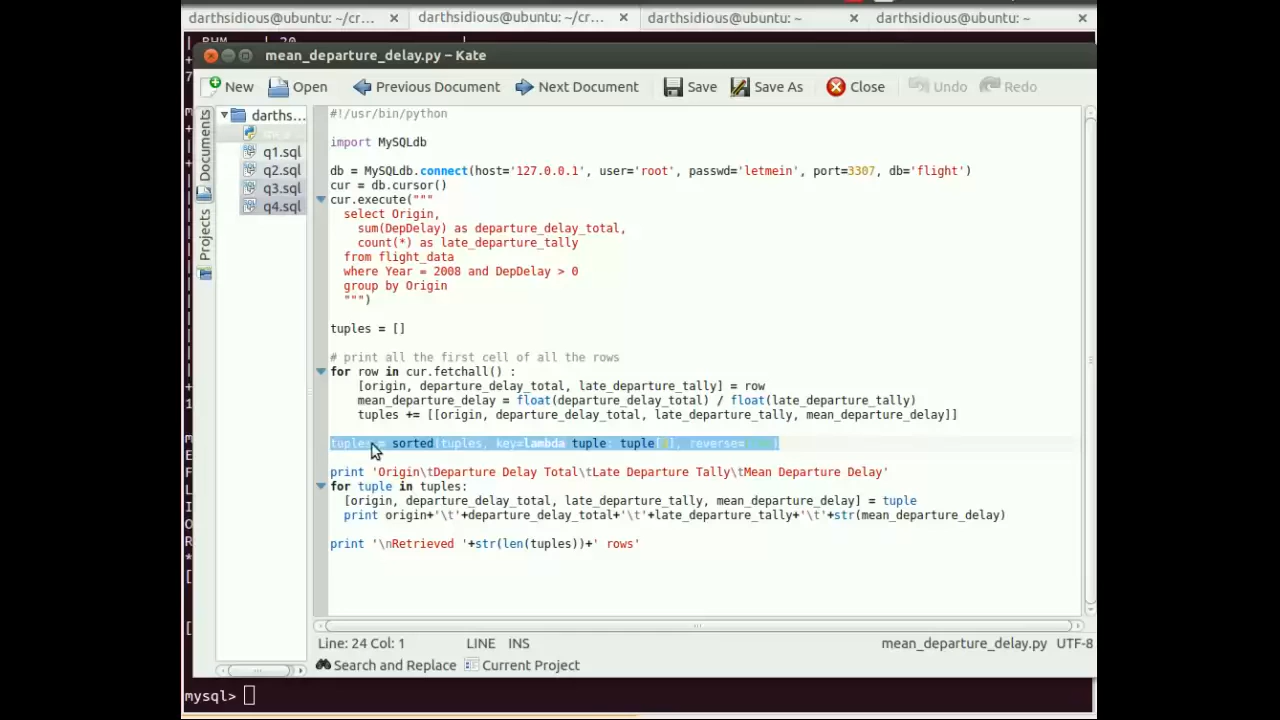 darthsidious@ubuntu: ~/cr... × darthsidious@ubuntu: ~/cr... × darthsidious@ubuntu: ~ × darthsidious@ubuntu: ~ ×
mean_departure_delay.py – Kate
New Open Previous Document Next Document Save Save As Close Undo Redo
Documents
Projects
darths...
q1.sql
q2.sql
q3.sql
q4.sql
#!/usr/bin/python
import MySQLdb
db = MySQLdb.connect(host='127.0.0.1', user='root', passwd='letmein', port=3307, db='flight')
cur = db.cursor()
cur.execute("""
select Origin,
sum(DepDelay) as departure_delay_total,
count(*) as late_departure_tally
from flight_data
where Year = 2008 and DepDelay > 0
group by Origin
""")
tuples = []
# print all the first cell of all the rows
for row in cur.fetchall() :
[origin, departure_delay_total, late_departure_tally] = row
mean_departure_delay = float(departure_delay_total) / float(late_departure_tally)
tuples += [[origin, departure_delay_total, late_departure_tally, mean_departure_delay]]
tuples = sorted(tuples, key=lambda tuple: tuple[ ], reverse= )
print 'Origin\tDeparture Delay Total\tLate Departure Tally\tMean Departure Delay'
for tuple in tuples:
[origin, departure_delay_total, late_departure_tally, mean_departure_delay] = tuple
print origin+'\t'+departure_delay_total+'\t'+late_departure_tally+'\t'+str(mean_departure_delay)
print '\nRetrieved '+str(len(tuples))+' rows'
Line: 24 Col: 1 LINE INS mean_departure_delay.py UTF-8
Search and Replace Current Project
mysql>